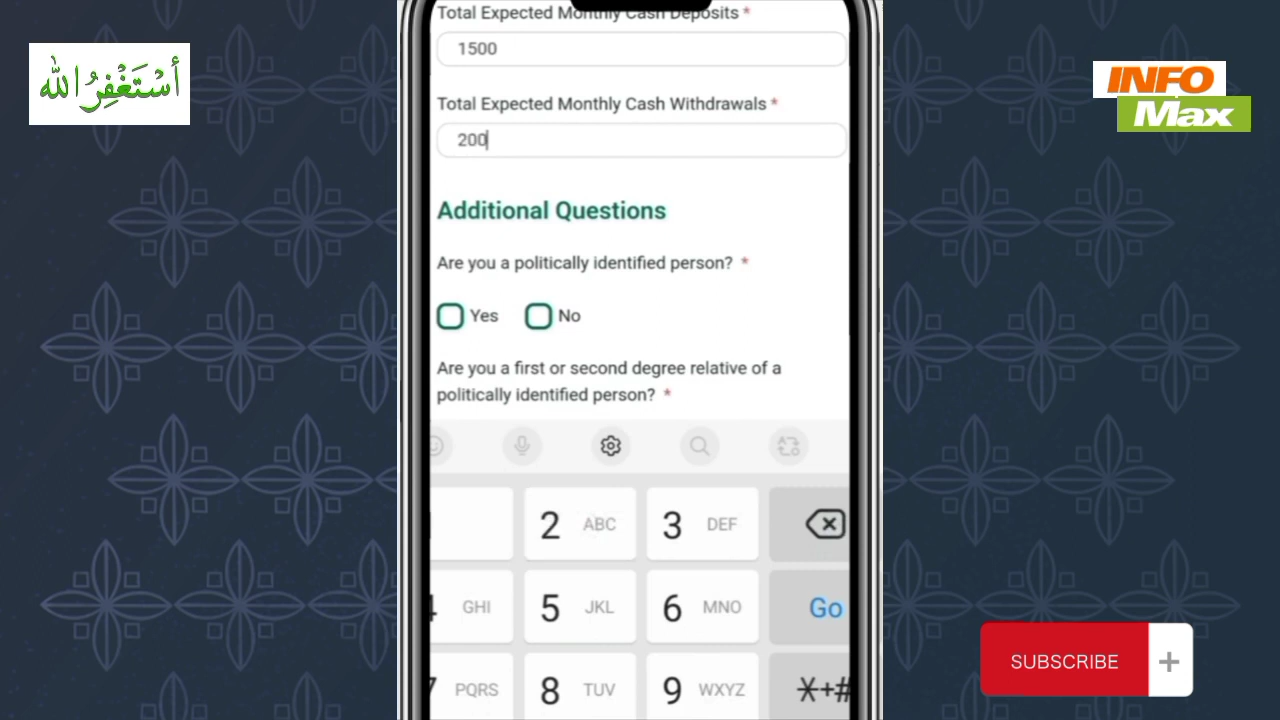 أَسْتَغْفِرُ الله
INFO
Max
Total Expected Monthly Cash Deposits *
1500
Total Expected Monthly Cash Withdrawals *
200
Additional Questions
Are you a politically identified person? *
Yes No
Are you a first or second degree relative of a
politically identified person? *
2 ABC 3 DEF
4 GHI 5 JKL 6 MNO Go
7 PQRS 8 TUV 9 WXYZ *+#
SUBSCRIBE +